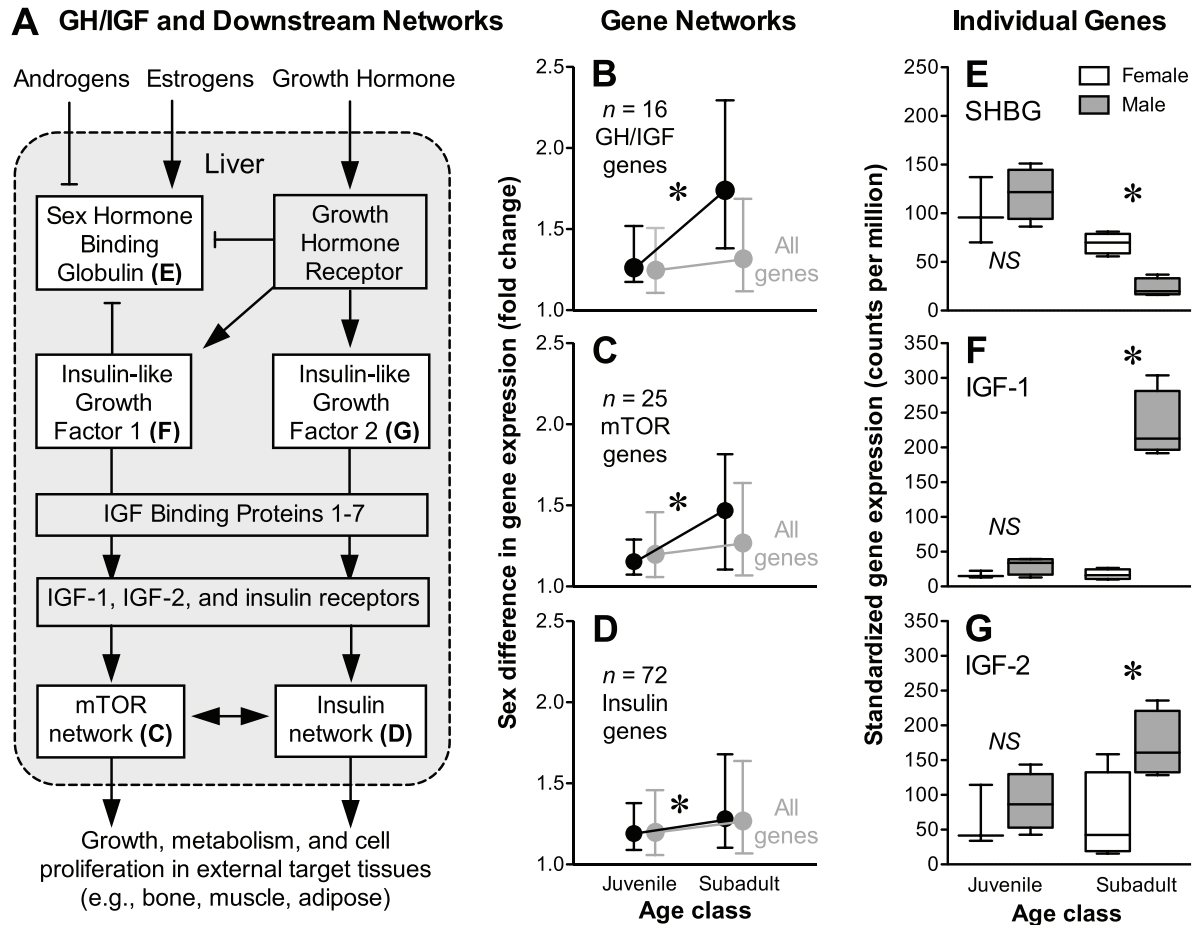 A GH/IGF and Downstream Networks
Androgens Estrogens Growth Hormone
Liver
Sex Hormone
Binding
Globulin (E)
Growth
Hormone
Receptor
Insulin-like
Growth
Factor 1 (F)
Insulin-like
Growth
Factor 2 (G)
IGF Binding Proteins 1-7
IGF-1, IGF-2, and insulin receptors
mTOR
network (C)
Insulin
network (D)
Growth, metabolism, and cell
proliferation in external target tissues
(e.g., bone, muscle, adipose)
Gene Networks
Sex difference in gene expression (fold change)
2.5
2.0
1.5
1.0
B
n = 16
GH/IGF
genes
*
All
genes
2.5
2.0
1.5
1.0
C
n = 25
mTOR
genes
*
All
genes
2.5
2.0
1.5
1.0
D
n = 72
Insulin
genes
*
All
genes
Juvenile Subadult
Age class
Individual Genes
Standardized gene expression (counts per million)
250
200
150
100
50
0
E
SHBG
Female
Male
NS
*
350
300
250
200
150
100
50
0
F
IGF-1
NS
*
350
300
250
200
150
100
50
0
G
IGF-2
NS
*
Juvenile Subadult
Age class